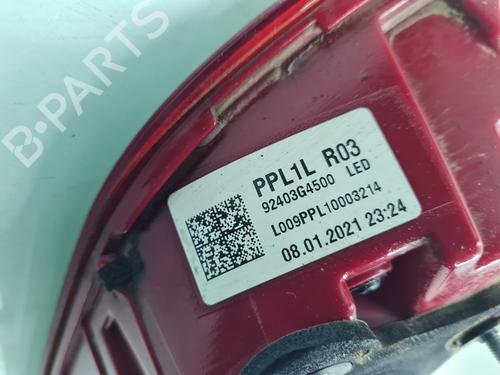 B-PARTS
PPL1L R03
92403G4500 LED
L009PPL10003214
08.01.2021 23:24